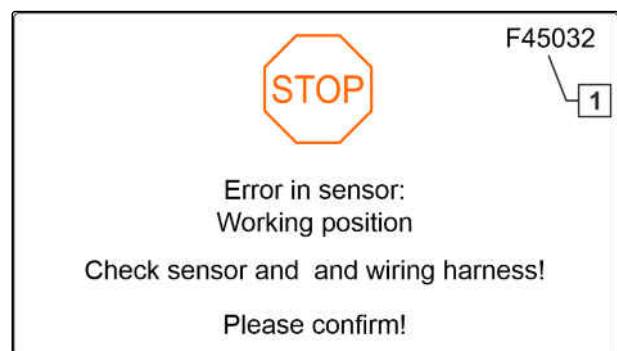 F45032
STOP
1
Error in sensor:
Working position
Check sensor and  and wiring harness!
Please confirm!